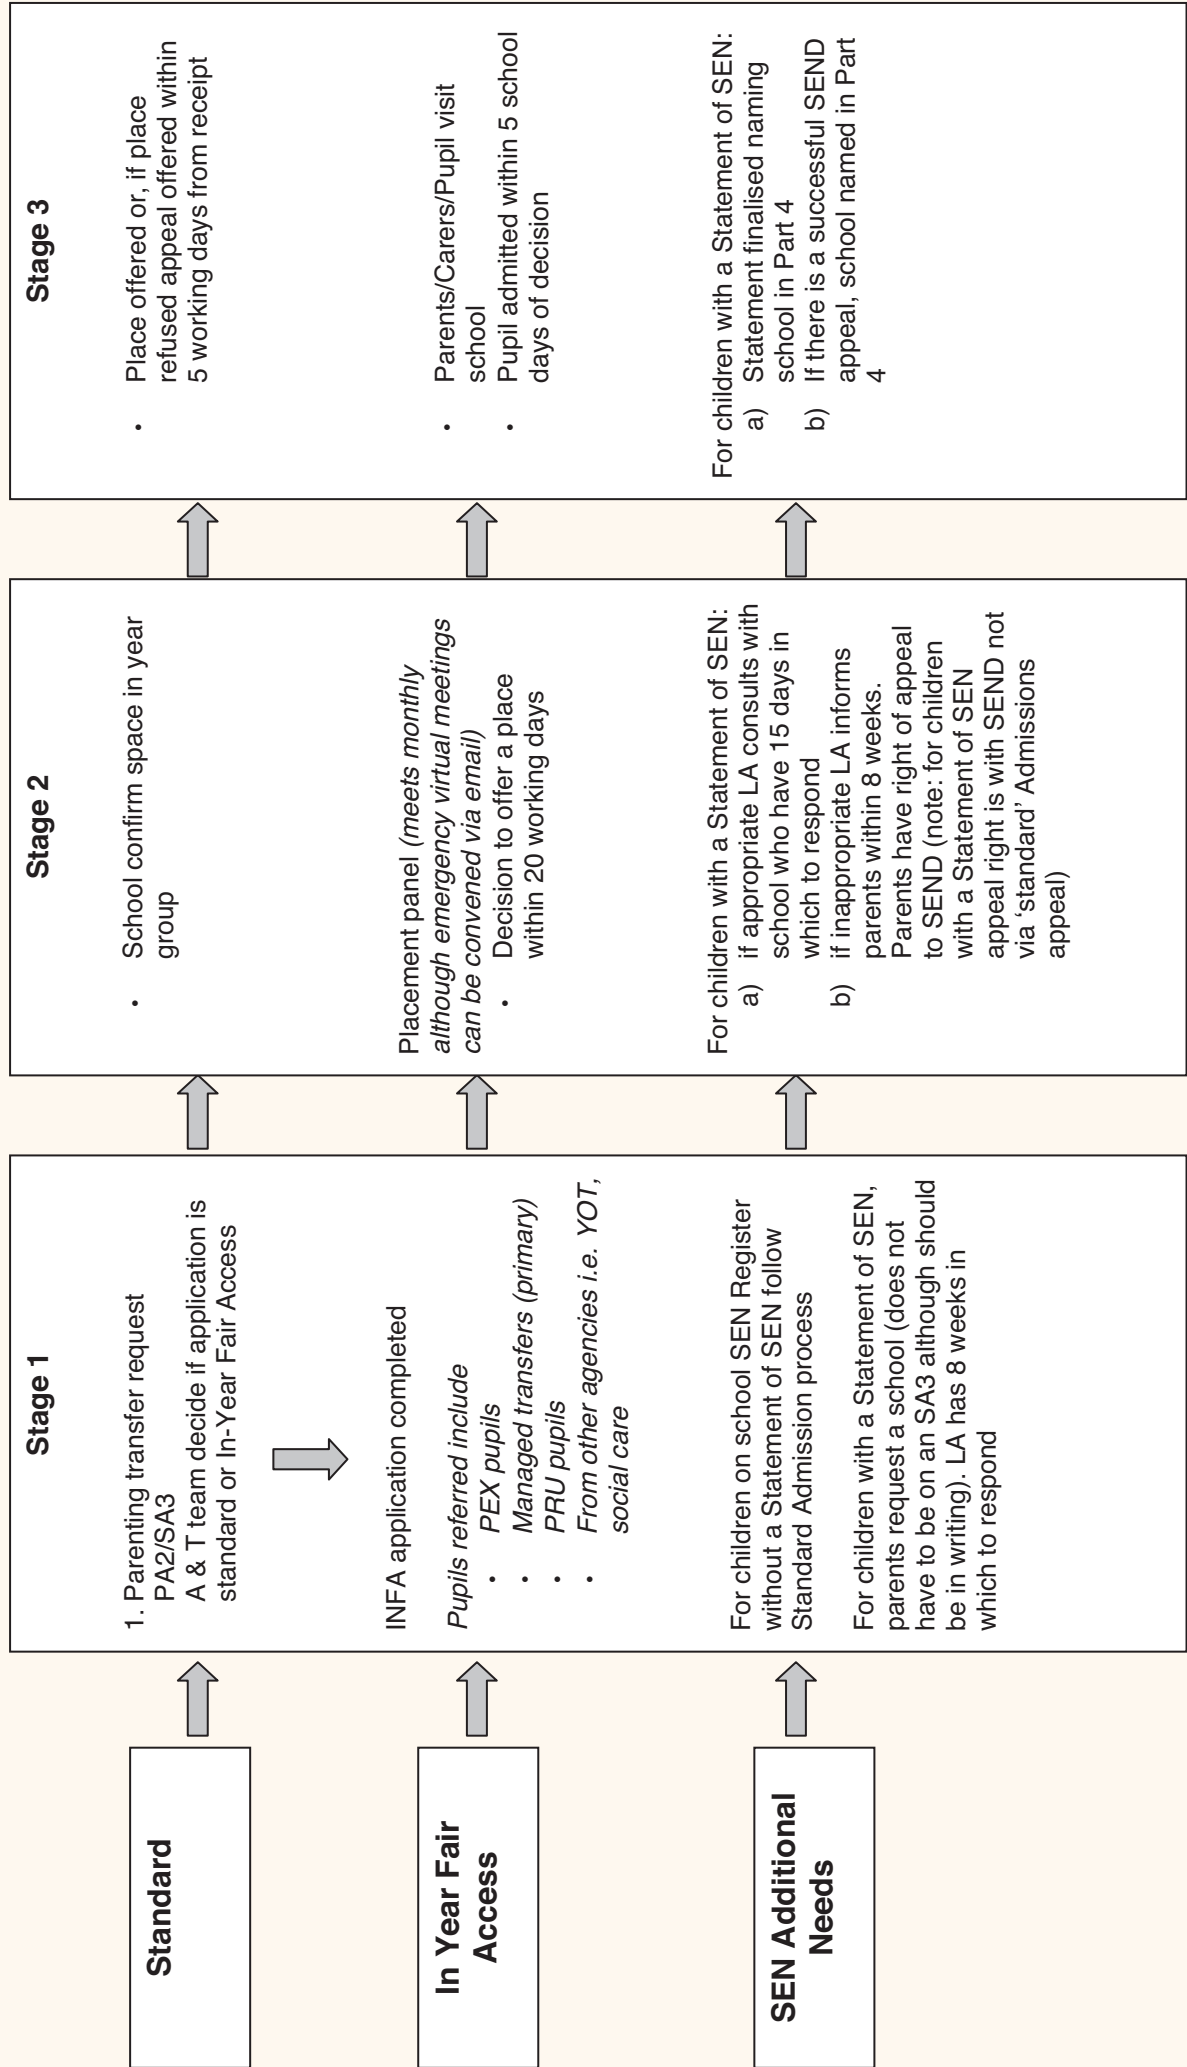 Standard
In Year Fair
Access
SEN Additional
Needs
Stage 1
1. Parenting transfer request
PA2/SA3
A & T team decide if application is
standard or In-Year Fair Access
INFA application completed
Pupils referred include
• PEX pupils
• Managed transfers (primary)
• PRU pupils
• From other agencies i.e. YOT,
social care
For children on school SEN Register
without a Statement of SEN follow
Standard Admission process
For children with a Statement of SEN,
parents request a school (does not
have to be on an SA3 although should
be in writing). LA has 8 weeks in
which to respond
Stage 2
• School confirm space in year
group
Placement panel (meets monthly
although emergency virtual meetings
can be convened via email)
• Decision to offer a place
within 20 working days
For children with a Statement of SEN:
a) if appropriate LA consults with
school who have 15 days in
which to respond
b) if inappropriate LA informs
parents within 8 weeks.
Parents have right of appeal
to SEND (note: for children
with a Statement of SEN
appeal right is with SEND not
via ‘standard’ Admissions
appeal)
Stage 3
• Place offered or, if place
refused appeal offered within
5 working days from receipt
• Parents/Carers/Pupil visit
school
• Pupil admitted within 5 school
days of decision
For children with a Statement of SEN:
a) Statement finalised naming
school in Part 4
b) If there is a successful SEND
appeal, school named in Part
4